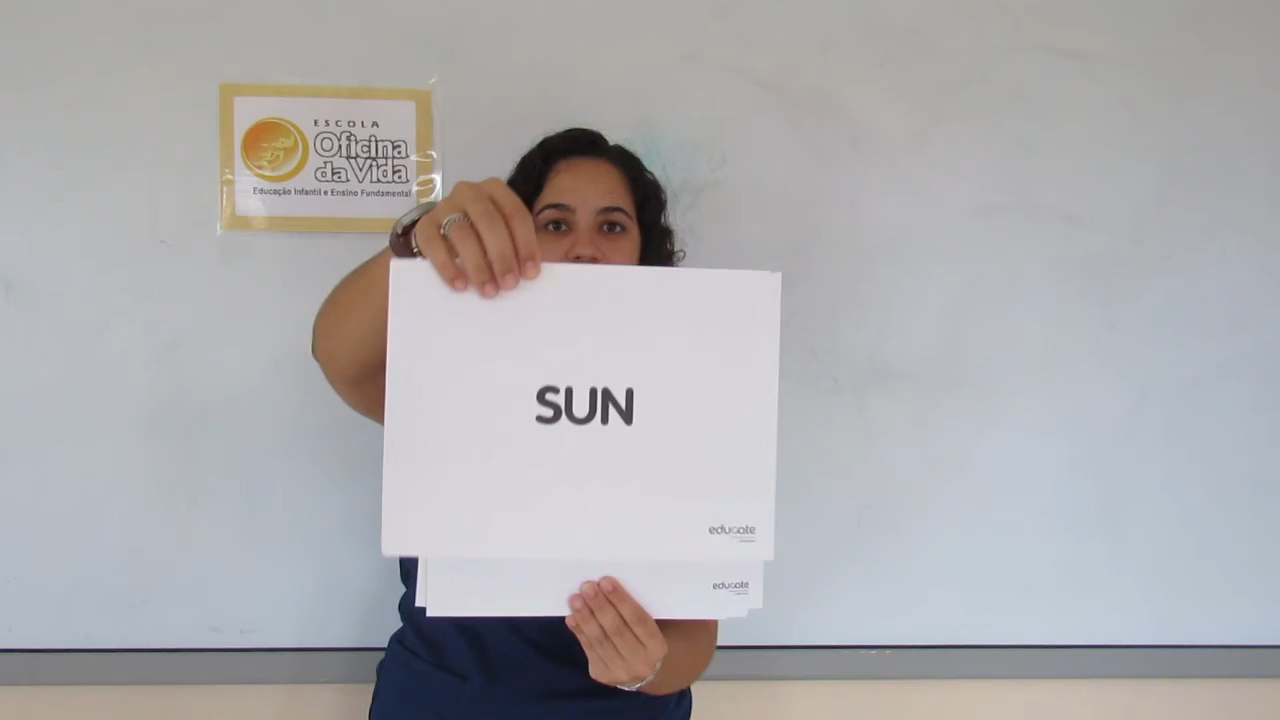 ESCOLA
Oficina
da Vida
Educação Infantil e Ensino Fundamental
SUN
educate
educate